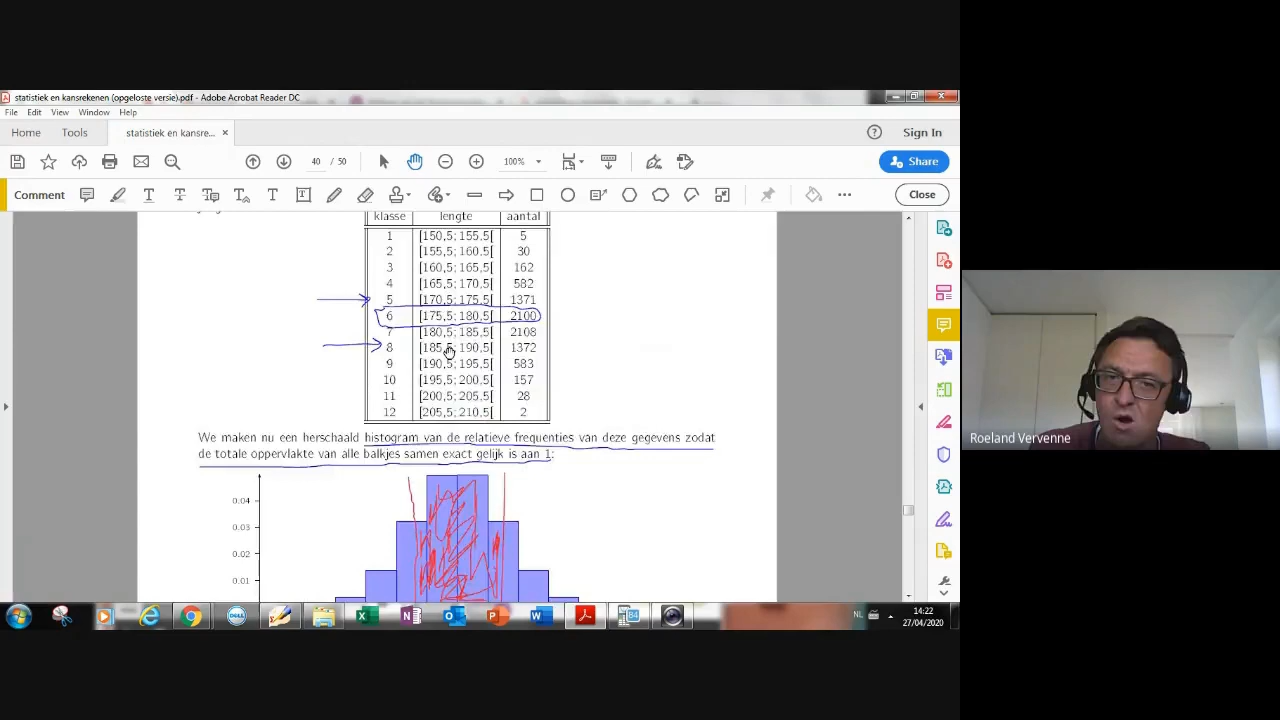 statistiek en kansrekenen (opgeloste versie).pdf - Adobe Acrobat Reader DC
File Edit View Window Help
Home Tools statistiek en kansre... × Sign In
40 / 50 100% Share
Comment Close
klasse lengte aantal
1 [150,5; 155,5[ 5
2 [155,5; 160,5[ 30
3 [160,5; 165,5[ 162
4 [165,5; 170,5[ 582
5 [170,5; 175,5[ 1371
6 [175,5; 180,5[ 2100
7 [180,5; 185,5[ 2108
8 [185,5; 190,5[ 1372
9 [190,5; 195,5[ 583
10 [195,5; 200,5[ 157
11 [200,5; 205,5[ 28
12 [205,5; 210,5[ 2
We maken nu een herschaald histogram van de relatieve frequenties van deze gegevens zodat
de totale oppervlakte van alle balkjes samen exact gelijk is aan 1:
0.04
0.03
0.02
0.01
NL 14:22
27/04/2020
Roeland Vervenne